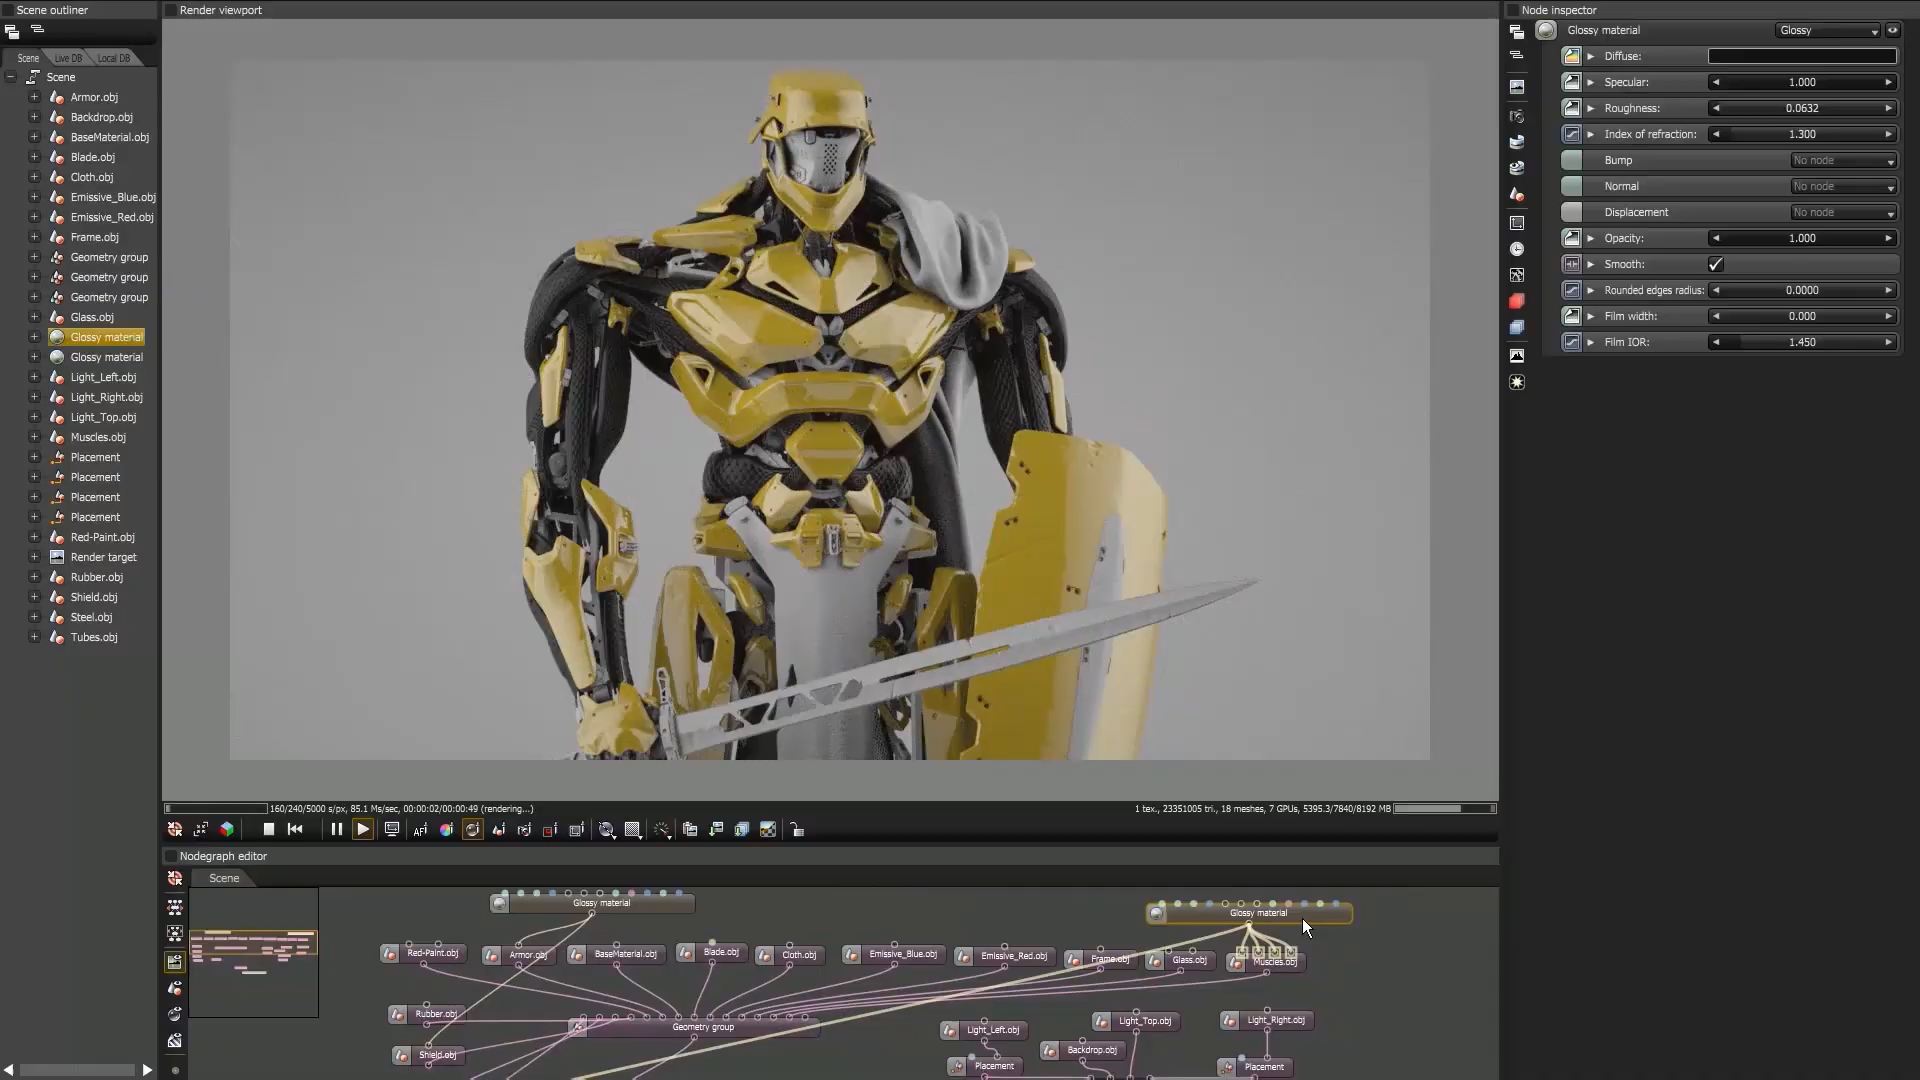 Scene outliner
Render viewport
Node inspector
Scene
Live DB
Local DB
Scene
Armor.obj
Backdrop.obj
BaseMaterial.obj
Blade.obj
Cloth.obj
Emissive_Blue.obj
Emissive_Red.obj
Frame.obj
Geometry group
Geometry group
Geometry group
Glass.obj
Glossy material
Glossy material
Light_Left.obj
Light_Right.obj
Light_Top.obj
Muscles.obj
Placement
Placement
Placement
Placement
Red-Paint.obj
Render target
Rubber.obj
Shield.obj
Steel.obj
Tubes.obj
Glossy material Glossy
Diffuse:
Specular: 1.000
Roughness: 0.0632
Index of refraction: 1.300
Bump No node
Normal No node
Displacement No node
Opacity: 1.000
Smooth:
Rounded edges radius: 0.0000
Film width: 0.000
Film IOR: 1.450
160/240/5000 s/px, 85.1 Ms/sec, 00:00:02/00:00:49 (rendering...)
1 tex., 23351005 tri., 18 meshes, 7 GPUs, 5395.3/7840/8192 MB
AF
Nodegraph editor
Scene
Glossy material
Glossy material
Red-Paint.obj
Armor.obj
BaseMaterial.obj
Blade.obj
Cloth.obj
Emissive_Blue.obj
Emissive_Red.obj
Frame.obj
Glass.obj
Muscles.obj
Rubber.obj
Geometry group
Light_Left.obj
Light_Top.obj
Light_Right.obj
Shield.obj
Backdrop.obj
Placement
Placement